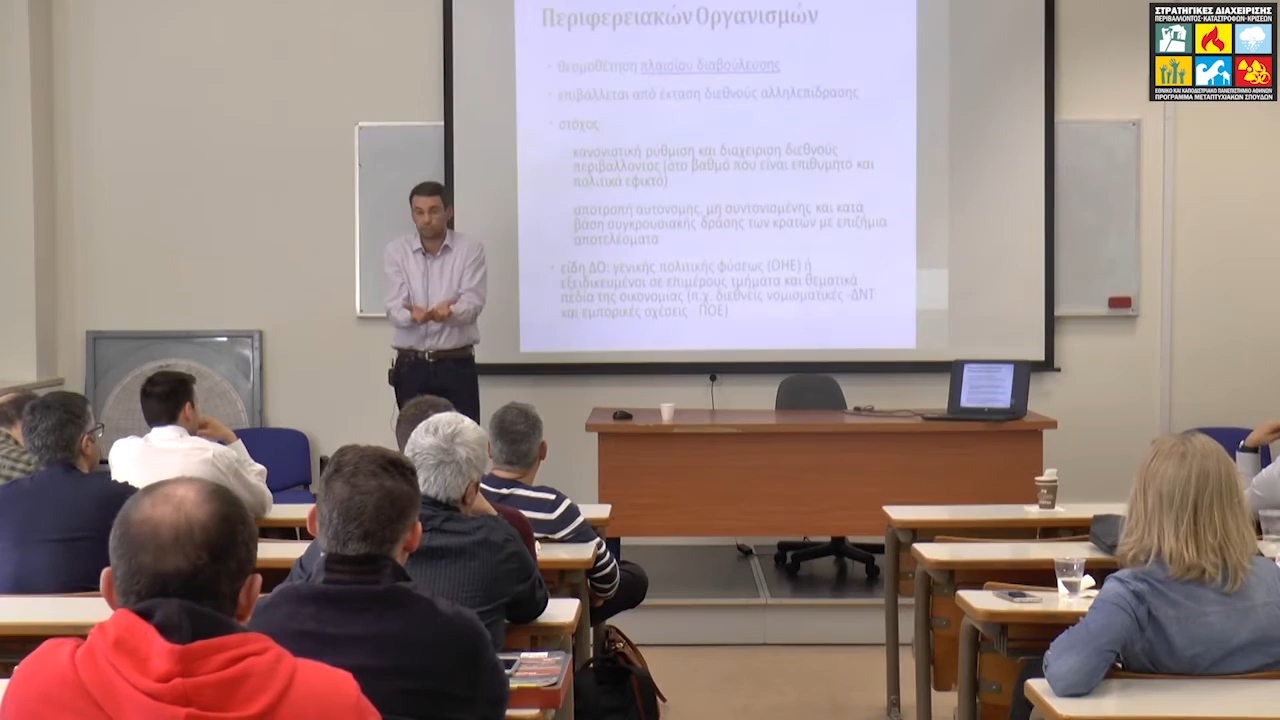 Περιφερειακών Οργανισμών
θεσμοθέτηση πλαισίου διαβούλευσης
επιβάλλεται από έκταση διεθνούς αλληλεπίδρασης
στόχος
κανονιστική ρύθμιση και διαχείριση διεθνούς
περιβάλλοντος (στο βαθμό που είναι επιθυμητό και
πολιτικά εφικτό)
αποτροπή αυτονομης, μη συντονισμένης και κατά
βάση συγκρουσιακής δράσης των κρατών με επιζήμια
αποτελέσματα
είδη ΔΟ: γενικής πολιτικής φύσεως (ΟΗΕ) ή
εξειδικευμένοι σε επιμέρους τμήματα και θεματικά
πεδία της οικονομίας (π.χ. διεθνείς νομισματικές -ΔΝΤ
και εμπορικές σχέσεις - ΠΟΕ)
ΣΤΡΑΤΗΓΙΚΕΣ ΔΙΑΧΕΙΡΙΣΗΣ
ΠΕΡΙΒΑΛΛΟΝΤΟΣ-ΚΑΤΑΣΤΡΟΦΩΝ-ΚΡΙΣΕΩΝ
ΕΘΝΙΚΟ ΚΑΙ ΚΑΠΟΔΙΣΤΡΙΑΚΟ ΠΑΝΕΠΙΣΤΗΜΙΟ ΑΘΗΝΩΝ
ΠΡΟΓΡΑΜΜΑ ΜΕΤΑΠΤΥΧΙΑΚΩΝ ΣΠΟΥΔΩΝ